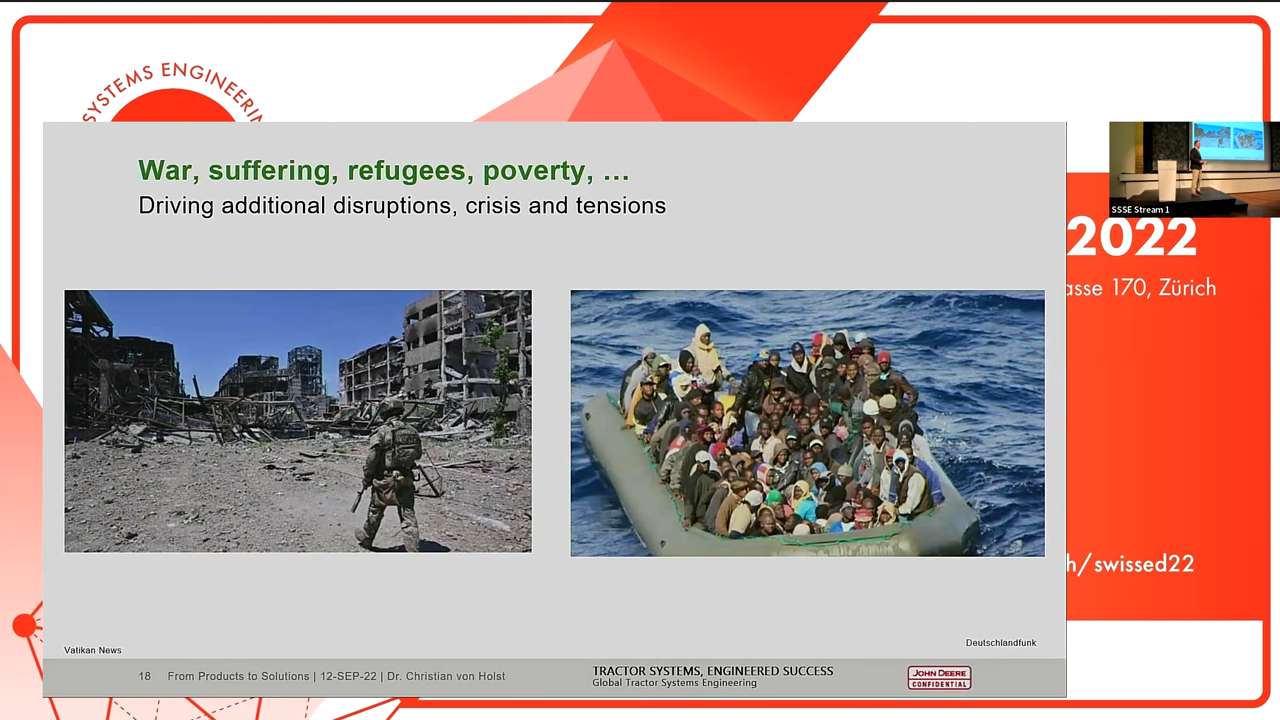 SYSTEMS ENGINEERIN
War, suffering, refugees, poverty, …
Driving additional disruptions, crisis and tensions
SSSE Stream 1
2022
asse 170, Zürich
h/swissed22
Vatikan News
Deutschlandfunk
18 From Products to Solutions | 12-SEP-22 | Dr. Christian von Holst
TRACTOR SYSTEMS, ENGINEERED SUCCESS
Global Tractor Systems Engineering
JOHN DEERE
CONFIDENTIAL